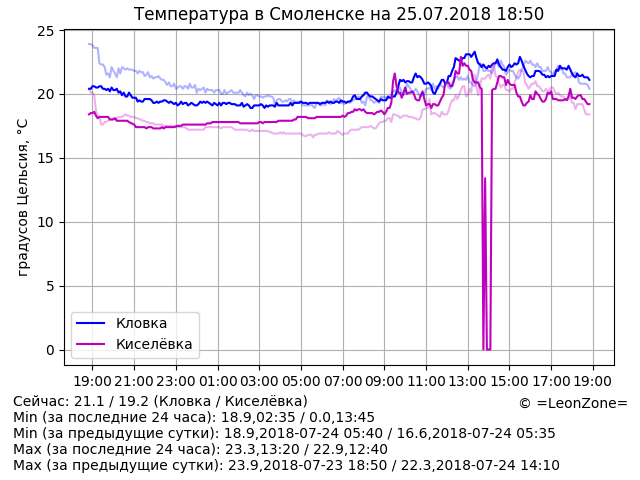 Температура в Смоленске на 25.07.2018 18:50
25
20
15
10
5
0
градусов Цельсия, °C
Кловка
Киселёвка
19:00 21:00 23:00 01:00 03:00 05:00 07:00 09:00 11:00 13:00 15:00 17:00 19:00
Сейчас: 21.1 / 19.2 (Кловка / Киселёвка)
© =LeonZone=
Min (за последние 24 часа): 18.9,02:35 / 0.0,13:45
Min (за предыдущие сутки): 18.9,2018-07-24 05:40 / 16.6,2018-07-24 05:35
Max (за последние 24 часа): 23.3,13:20 / 22.9,12:40
Max (за предыдущие сутки): 23.9,2018-07-23 18:50 / 22.3,2018-07-24 14:10